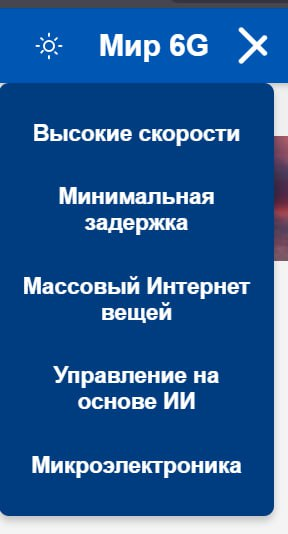 Мир 6G
Высокие скорости
Минимальная
задержка
Массовый Интернет
вещей
Управление на
основе ИИ
Микроэлектроника